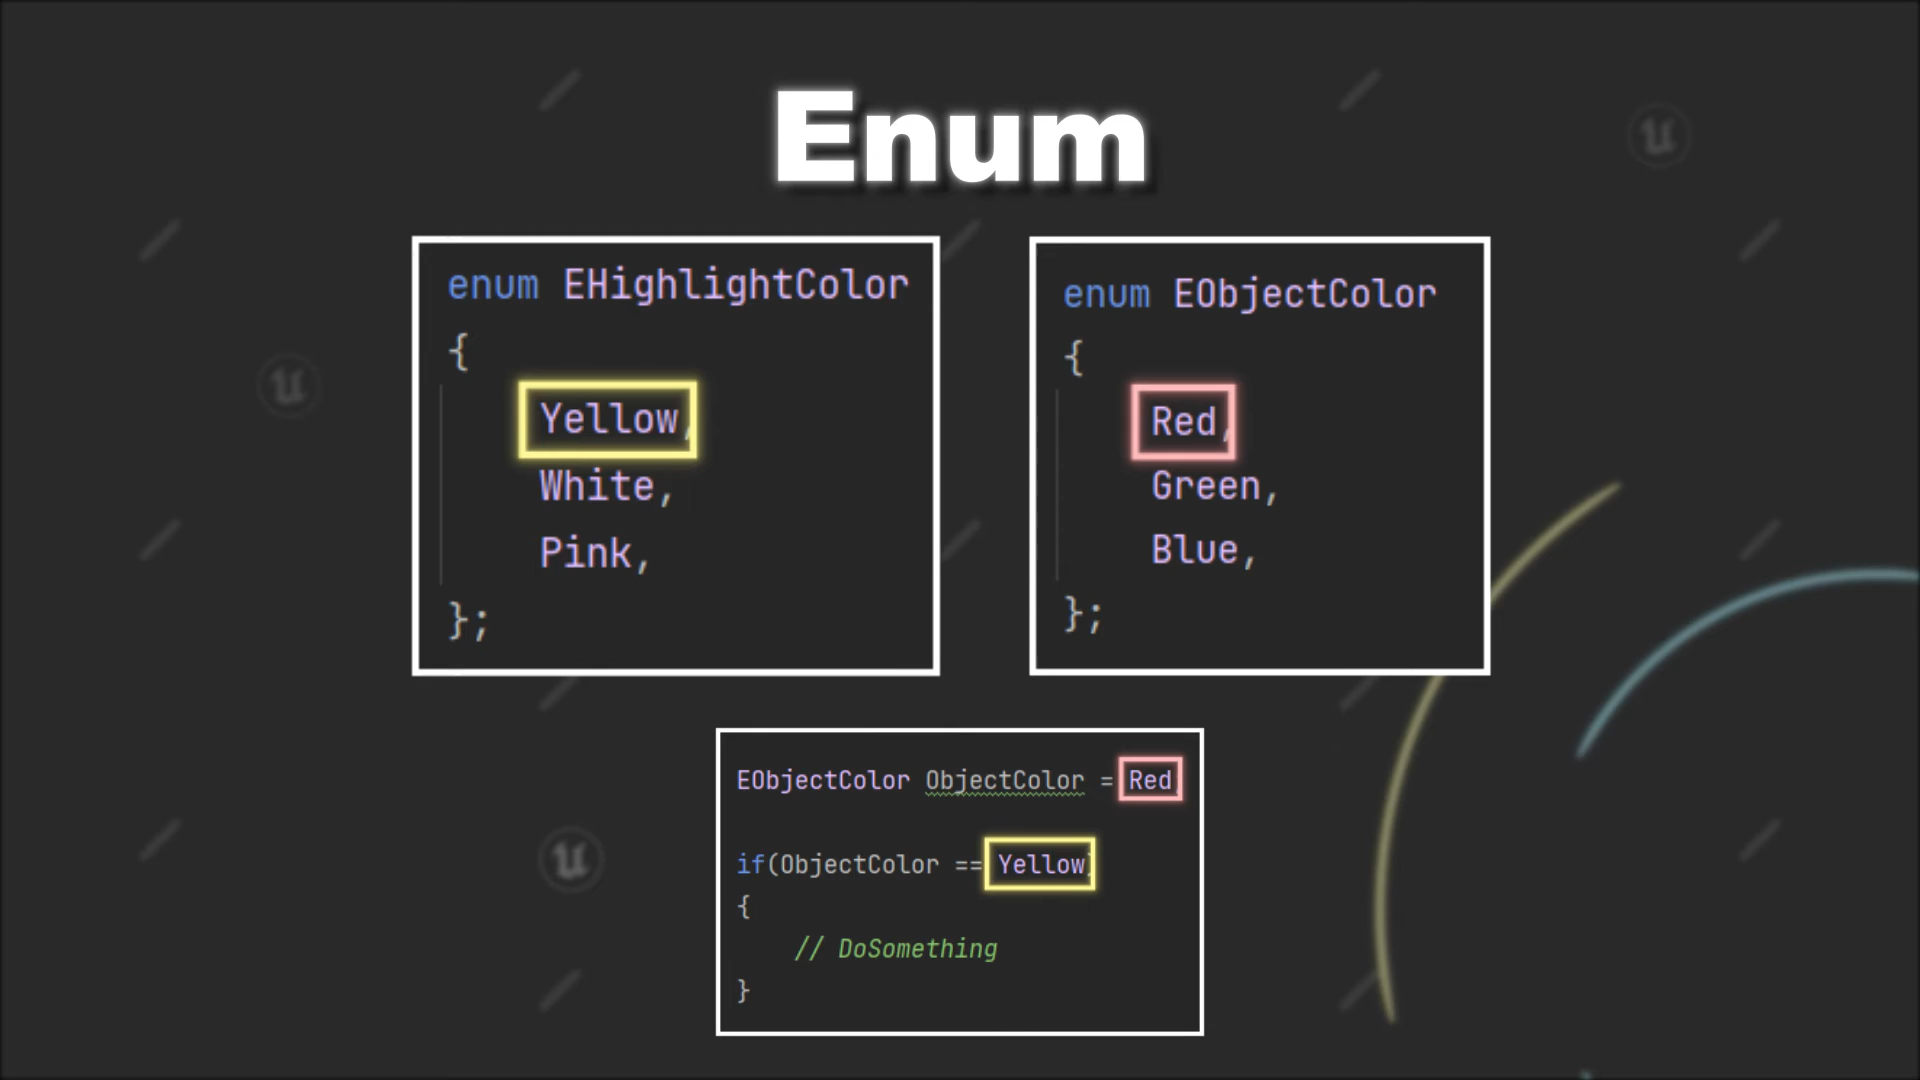 Enum
enum EHighlightColor
{
Yellow,
White,
Pink,
};
enum EObjectColor
{
Red,
Green,
Blue,
};
EObjectColor ObjectColor = Red
if(ObjectColor == Yellow)
{
// DoSomething
}